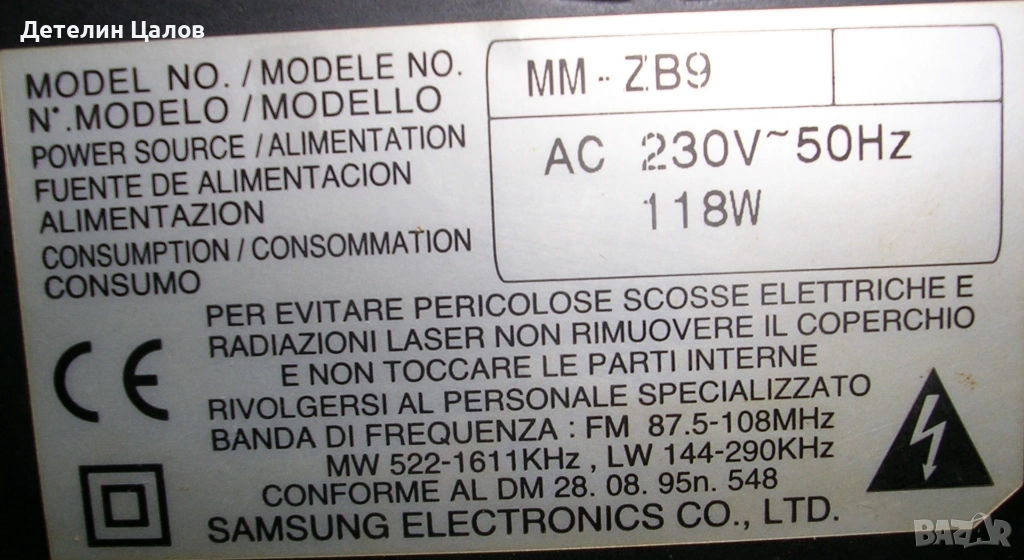 Детелин Цалов
MODEL NO. / MODELE NO.
N°.MODELO / MODELLO
MM - ZB9
POWER SOURCE / ALIMENTATION
FUENTE DE ALIMENTACION
ALIMENTAZION
AC 230V~50Hz
CONSUMPTION / CONSOMMATION
CONSUMO
118W
PER EVITARE PERICOLOSE SCOSSE ELETTRICHE E
RADIAZIONI LASER NON RIMUOVERE IL COPERCHIO
E NON TOCCARE LE PARTI INTERNE
RIVOLGERSI AL PERSONALE SPECIALIZZATO
BANDA DI FREQUENZA : FM 87.5-108MHz
MW 522-1611KHz , LW 144-290KHz
CONFORME AL DM 28. 08. 95n. 548
SAMSUNG ELECTRONICS CO., LTD.
CE
BAZAR